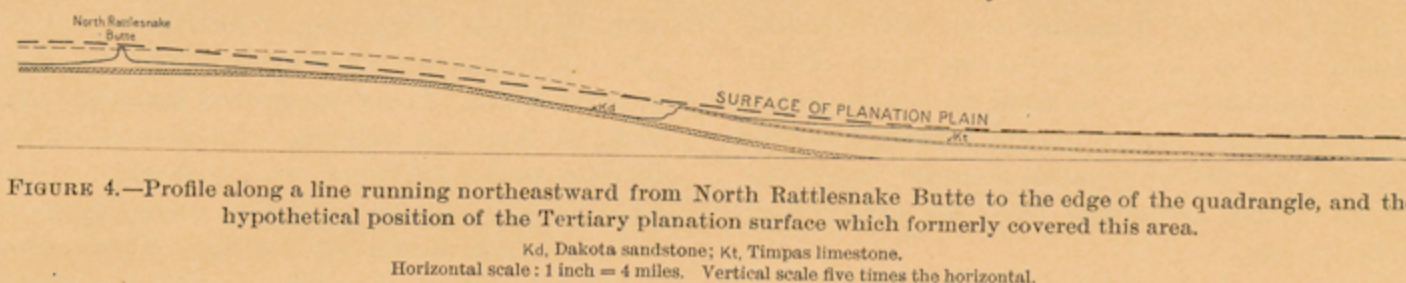 North Rattlesnake
Butte
Kd
SURFACE OF PLANATION PLAIN
Kt
FIGURE 4.—Profile along a line running northeastward from North Rattlesnake Butte to the edge of the quadrangle, and th
hypothetical position of the Tertiary planation surface which formerly covered this area.
Kd, Dakota sandstone; Kt, Timpas limestone.
Horizontal scale: 1 inch = 4 miles. Vertical scale five times the horizontal.